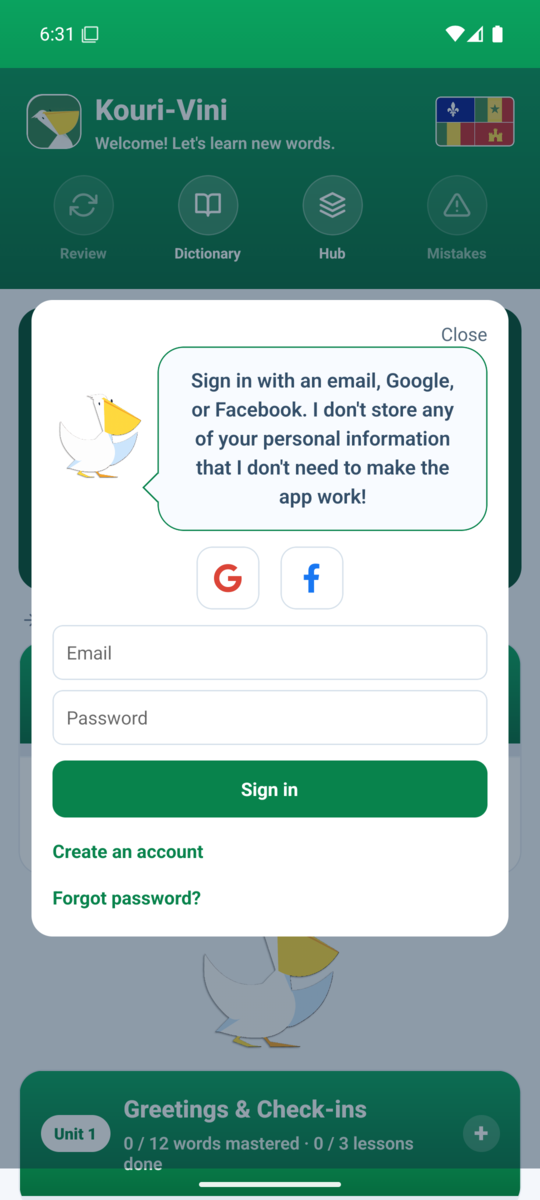 6:31
Kouri-Vini
Welcome! Let's learn new words.
Review
Dictionary
Hub
Mistakes
Close
Sign in with an email, Google,
or Facebook. I don't store any
of your personal information
that I don't need to make the
app work!
Email
Password
Sign in
Create an account
Forgot password?
Unit 1
Greetings & Check-ins
0 / 12 words mastered · 0 / 3 lessons
done